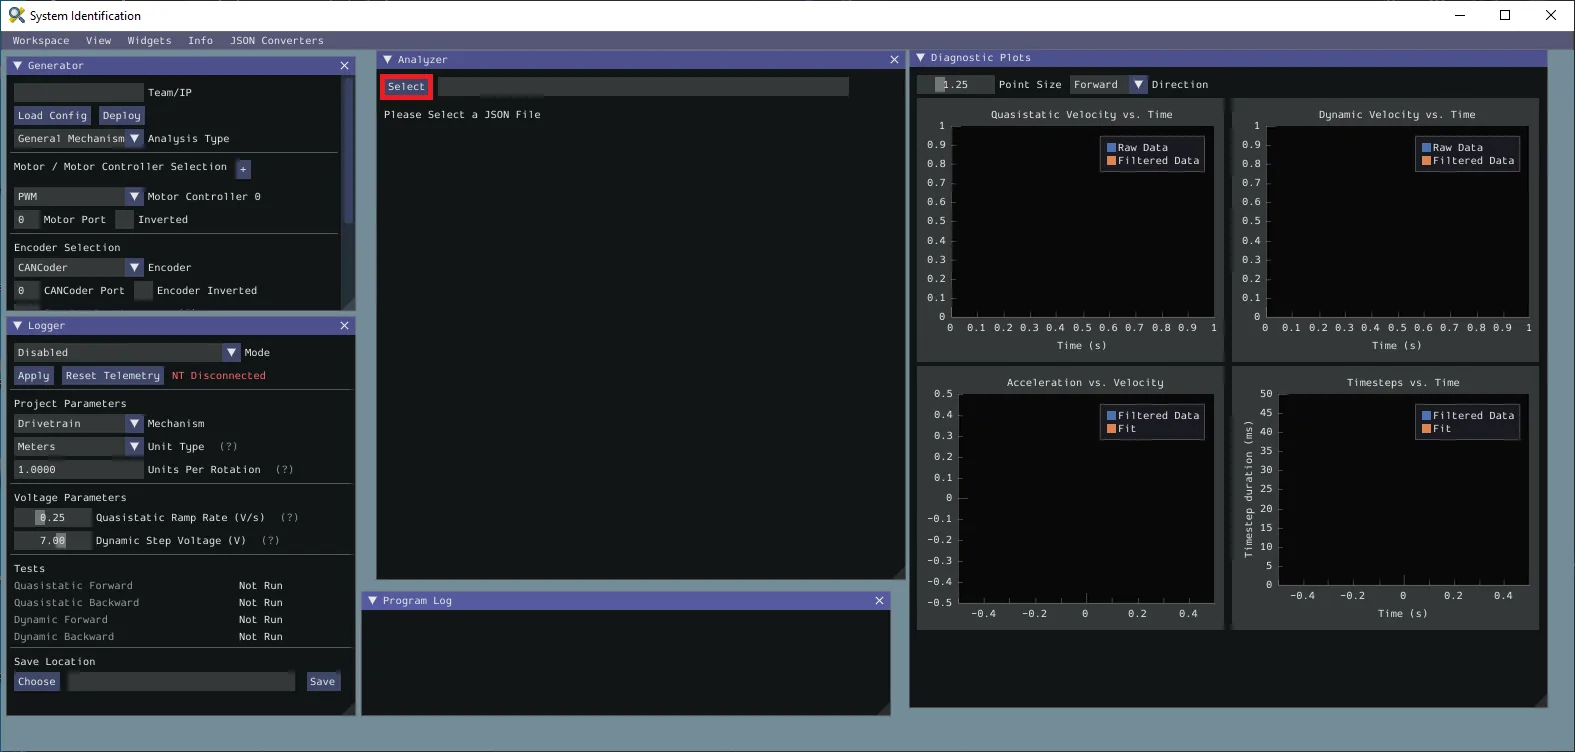 System Identification
Workspace View Widgets Info JSON Converters
Generator
Team/IP
Load Config Deploy
General Mechanism Analysis Type
Motor / Motor Controller Selection +
PWM Motor Controller 0
0 Motor Port Inverted
Encoder Selection
CANCoder Encoder
0 CANCoder Port Encoder Inverted
Logger
Disabled Mode
Apply Reset Telemetry NT Disconnected
Project Parameters
Drivetrain Mechanism
Meters Unit Type (?)
1.0000 Units Per Rotation (?)
Voltage Parameters
0.25 Quasistatic Ramp Rate (V/s) (?)
7.00 Dynamic Step Voltage (V) (?)
Tests
Quasistatic Forward Not Run
Quasistatic Backward Not Run
Dynamic Forward Not Run
Dynamic Backward Not Run
Save Location
Choose Save
Analyzer
Select
Please Select a JSON File
Program Log
Diagnostic Plots
1.25 Point Size Forward Direction
Quasistatic Velocity vs. Time
Raw Data
Filtered Data
1
0.9
0.8
0.7
0.6
0.5
0.4
0.3
0.2
0.1
0
0 0.1 0.2 0.3 0.4 0.5 0.6 0.7 0.8 0.9 1
Time (s)
Dynamic Velocity vs. Time
Raw Data
Filtered Data
1
0.9
0.8
0.7
0.6
0.5
0.4
0.3
0.2
0.1
0
0 0.1 0.2 0.3 0.4 0.5 0.6 0.7 0.8 0.9 1
Time (s)
Acceleration vs. Velocity
Filtered Data
Fit
0.5
0.4
0.3
0.2
0.1
0
-0.1
-0.2
-0.3
-0.4
-0.5
-0.4 -0.2 0 0.2 0.4
Timesteps vs. Time
Filtered Data
Fit
Timestep duration (ms)
50
45
40
35
30
25
20
15
10
5
0
-0.4 -0.2 0 0.2 0.4
Time (s)